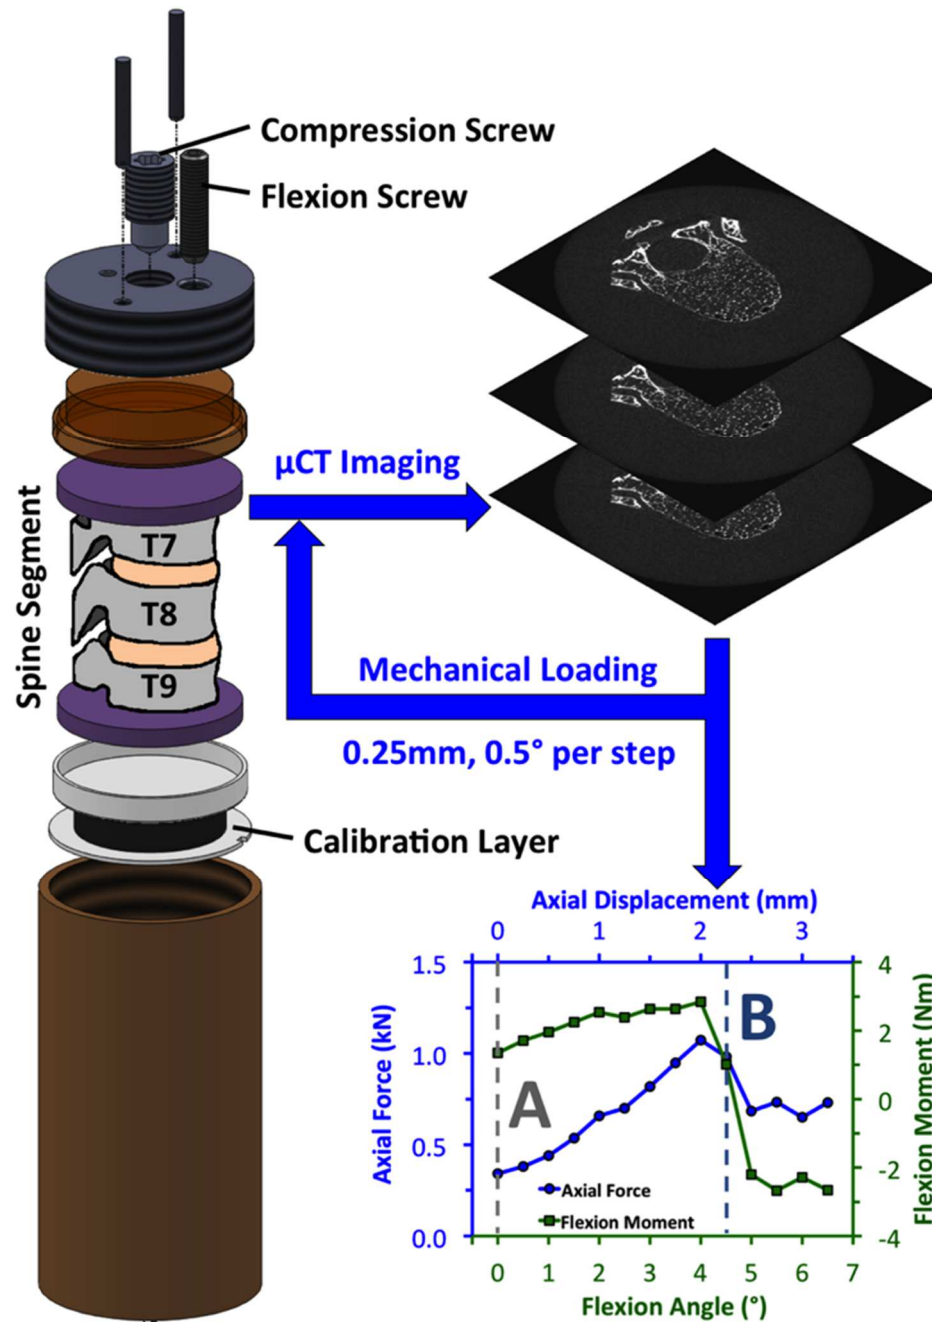 Compression Screw
Flexion Screw
μCT Imaging
Spine Segment
T7
T8
T9
Mechanical Loading
0.25mm, 0.5° per step
Calibration Layer
Axial Displacement (mm)
0 1 2 3
1.5
1.0
0.5
0.0
Axial Force (kN)
A
B
Axial Force
Flexion Moment
4
2
0
-2
-4
Flexion Moment (Nm)
0 1 2 3 4 5 6 7
Flexion Angle (°)